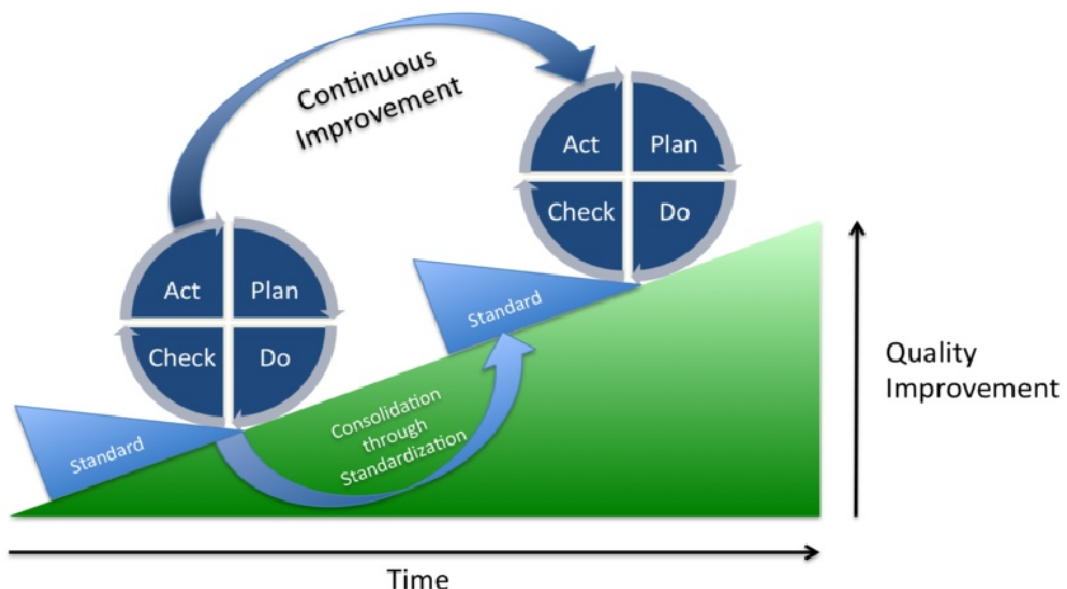 Continuous
Improvement
Act Plan
Check Do
Act Plan
Check Do
Standard
Standard
Consolidation
through
Standardization
Quality
Improvement
Time